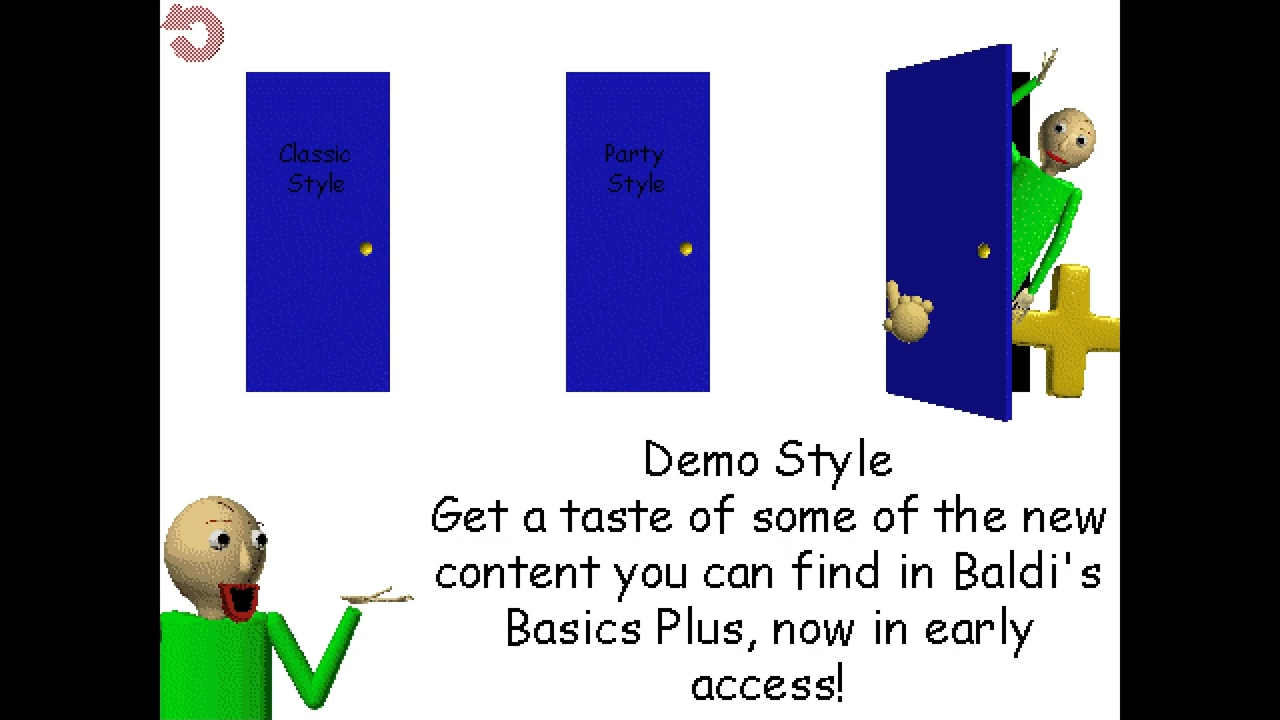 Classic
Style
Party
Style
Demo Style
Get a taste of some of the new
content you can find in Baldi's
Basics Plus, now in early
access!